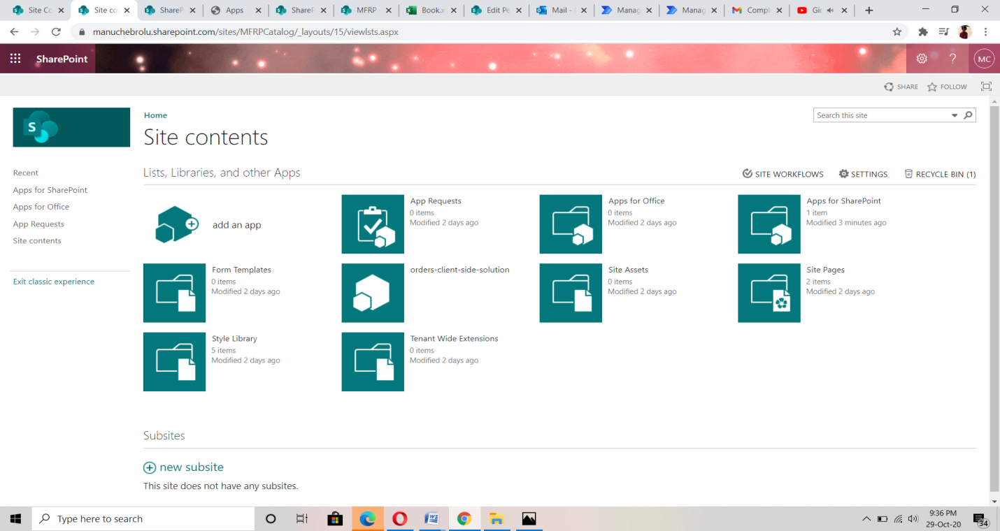 Site Co
Site co
ShareP
Apps
ShareP
MFRP
Book.x
Edit Pe
Mail -
Manag
Manag
Compl
Gir
manuchebrolu.sharepoint.com/sites/MFRPCatalog/_layouts/15/viewlsts.aspx
SharePoint
?
MC
SHARE
FOLLOW
S
Home
Site contents
Search this site
Recent
Apps for SharePoint
Apps for Office
App Requests
Site contents
Exit classic experience
Lists, Libraries, and other Apps
SITE WORKFLOWS
SETTINGS
RECYCLE BIN (1)
add an app
App Requests
0 items
Modified 2 days ago
Apps for Office
0 items
Modified 2 days ago
Apps for SharePoint
1 item
Modified 3 minutes ago
Form Templates
0 items
Modified 2 days ago
orders-client-side-solution
Site Assets
0 items
Modified 2 days ago
Site Pages
2 items
Modified 2 days ago
Style Library
5 items
Modified 2 days ago
Tenant Wide Extensions
0 items
Modified 2 days ago
Subsites
new subsite
This site does not have any subsites.
Type here to search
9:36 PM
29-Oct-20
34